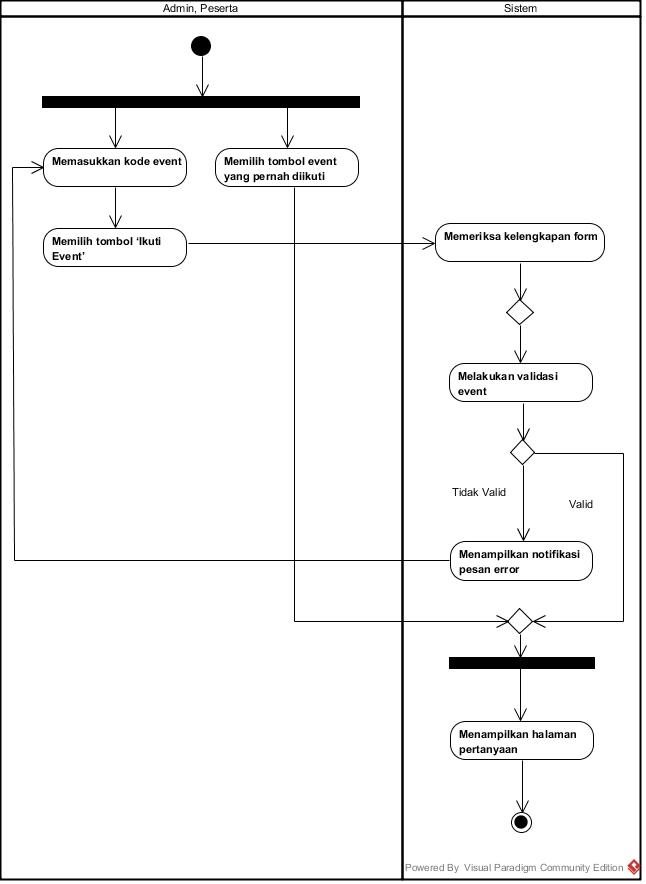 Admin, Peserta
Sistem
Memasukkan kode event
Memilih tombol event
yang pernah diikuti
Memilih tombol ‘Ikuti
Event’
Memeriksa kelengkapan form
Melakukan validasi
event
Tidak Valid
Valid
Menampilkan notifikasi
pesan error
Menampilkan halaman
pertanyaan
Powered By Visual Paradigm Community Edition